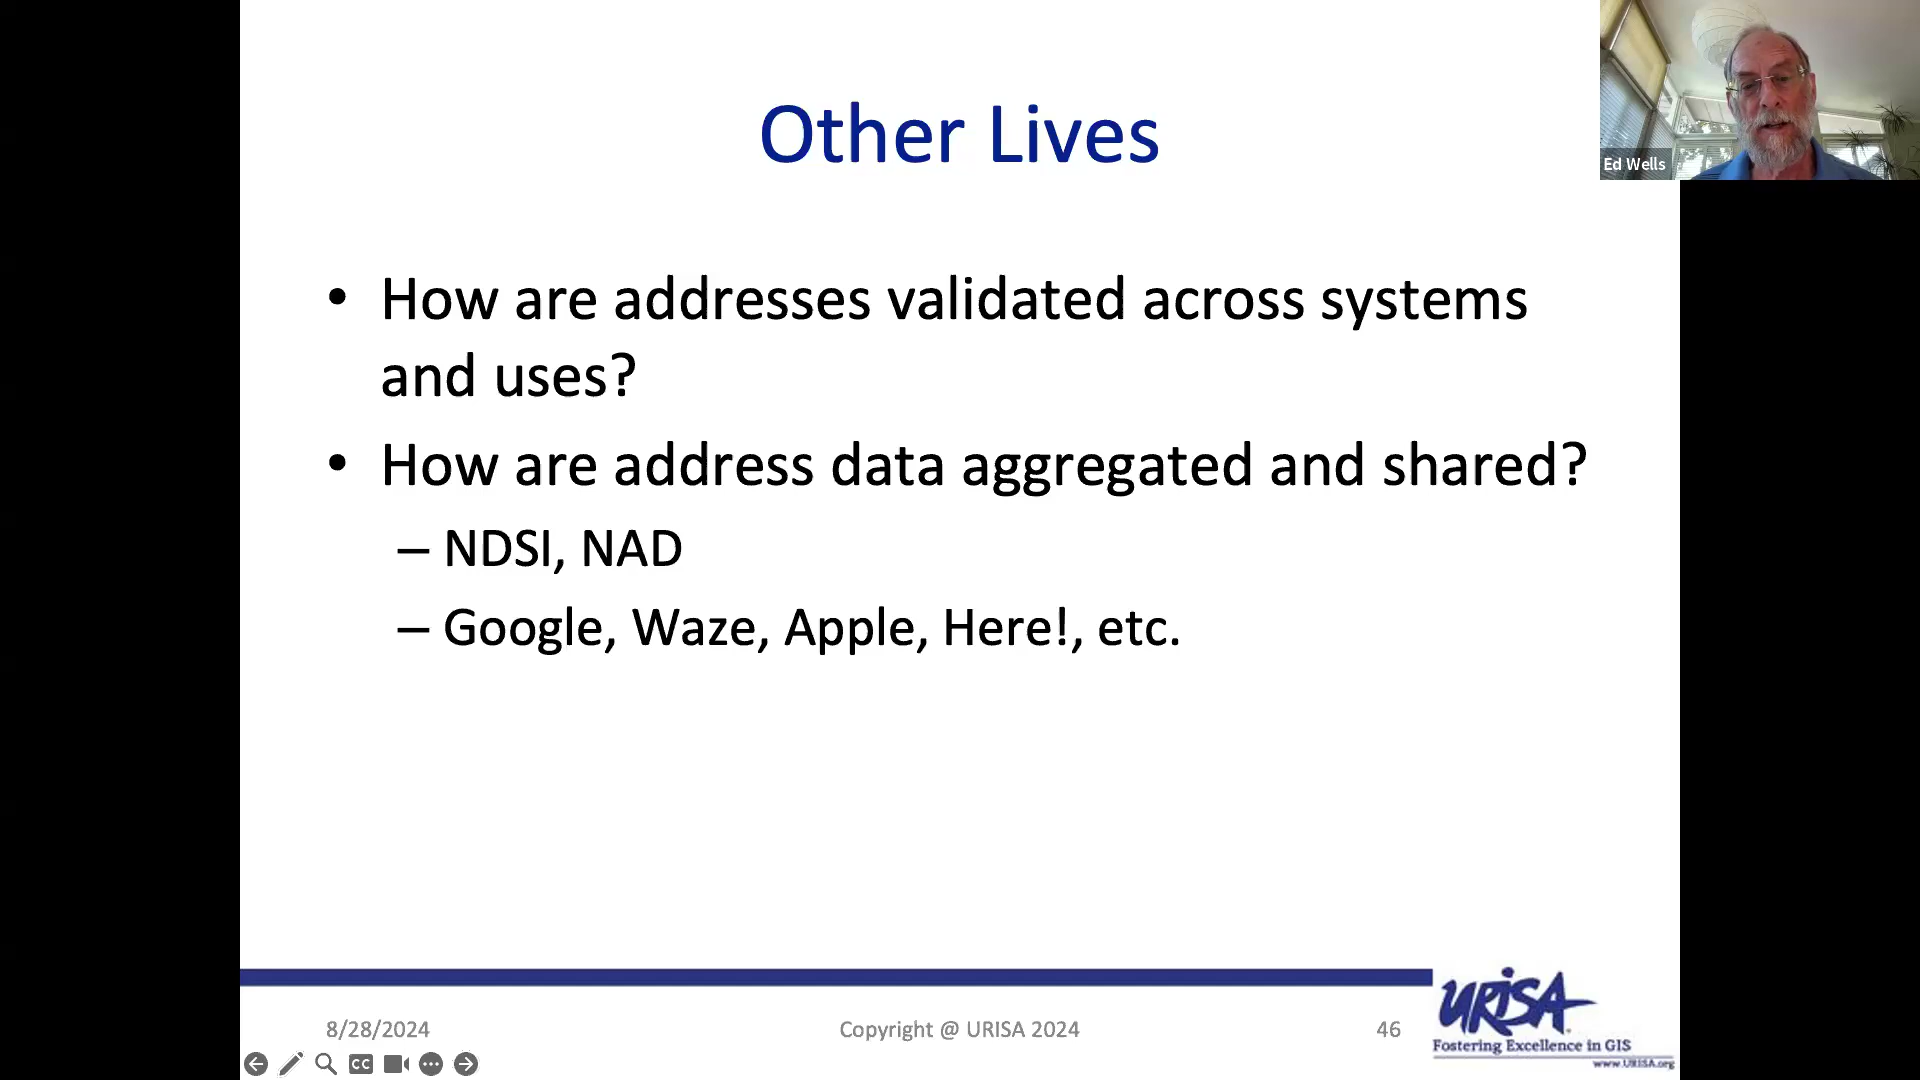 Other Lives
Ed Wells
• How are addresses validated across systems
and uses?
• How are address data aggregated and shared?
– NDSI, NAD
– Google, Waze, Apple, Here!, etc.
URISA
Fostering Excellence in GIS
www.URISA.org
8/28/2024
Copyright @ URISA 2024
46
CC